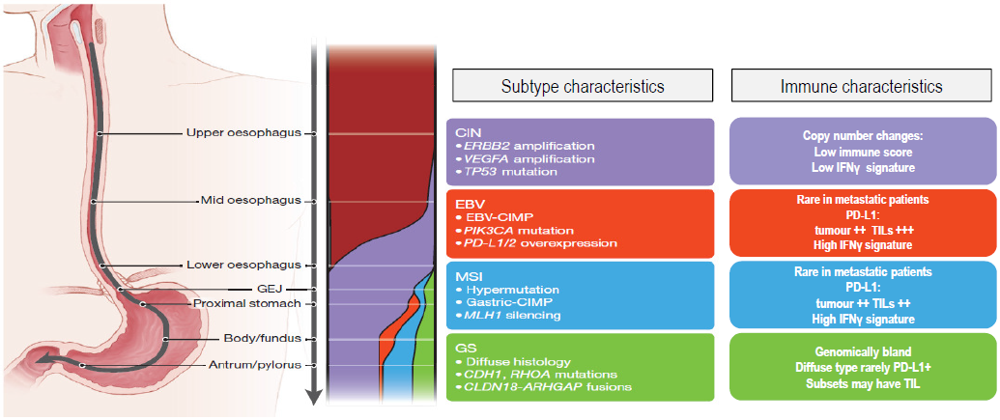 Upper oesophagus
Mid oesophagus
Lower oesophagus
GEJ
Proximal stomach
Body/fundus
Antrum/pylorus
Subtype characteristics
CIN
• ERBB2 amplification
• VEGFA amplification
• TP53 mutation
EBV
• EBV-CIMP
• PIK3CA mutation
• PD-L1/2 overexpression
MSI
• Hypermutation
• Gastric-CIMP
• MLH1 silencing
GS
• Diffuse histology
• CDH1, RHOA mutations
• CLDN18-ARHGAP fusions
Immune characteristics
Copy number changes:
Low immune score
Low IFNγ signature
Rare in metastatic patients
PD-L1:
tumour ++ TILs +++
High IFNγ signature
Rare in metastatic patients
PD-L1:
tumour ++ TILs ++
High IFNγ signature
Genomically bland
Diffuse type rarely PD-L1+
Subsets may have TIL